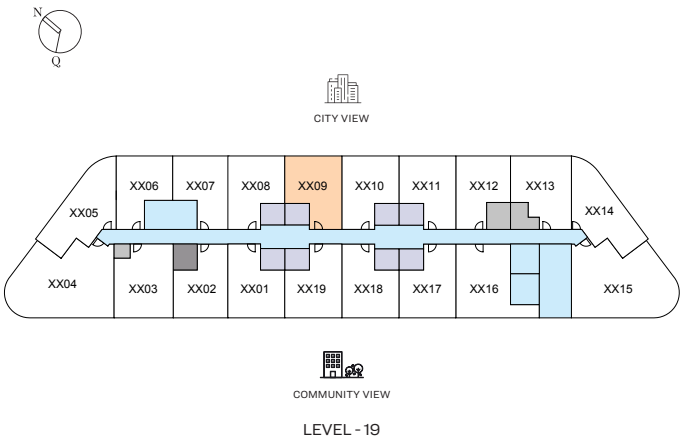 N
Q
CITY VIEW
XX06 XX07 XX08 XX09 XX10 XX11 XX12 XX13
XX05 XX14
XX04 XX03 XX02 XX01 XX19 XX18 XX17 XX16 XX15
COMMUNITY VIEW
LEVEL - 19